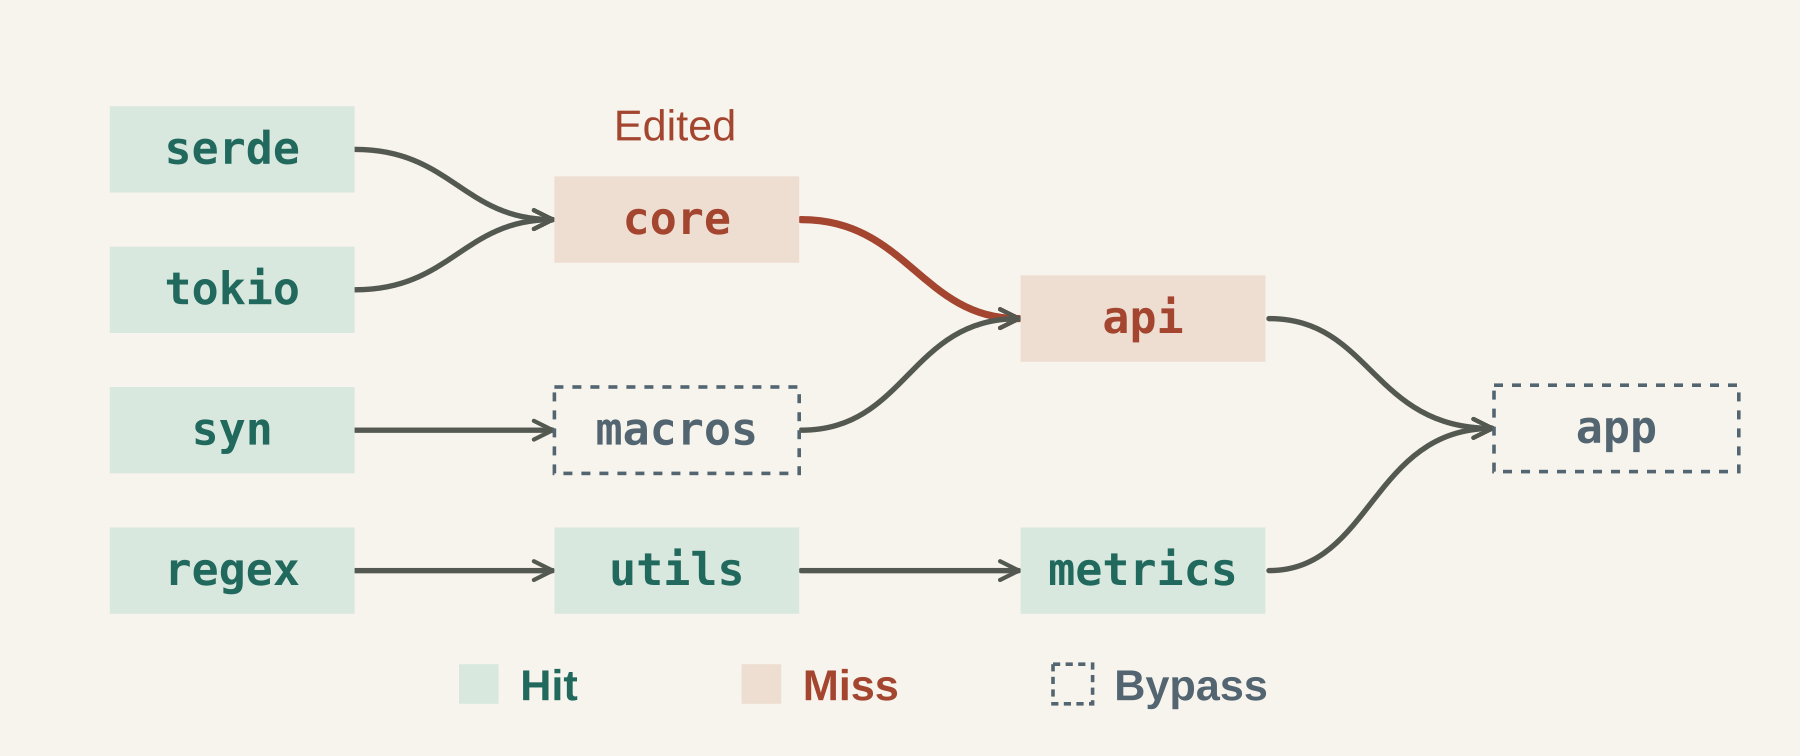 serde
Edited
core
tokio
api
syn
macros
app
regex
utils
metrics
Hit
Miss
Bypass